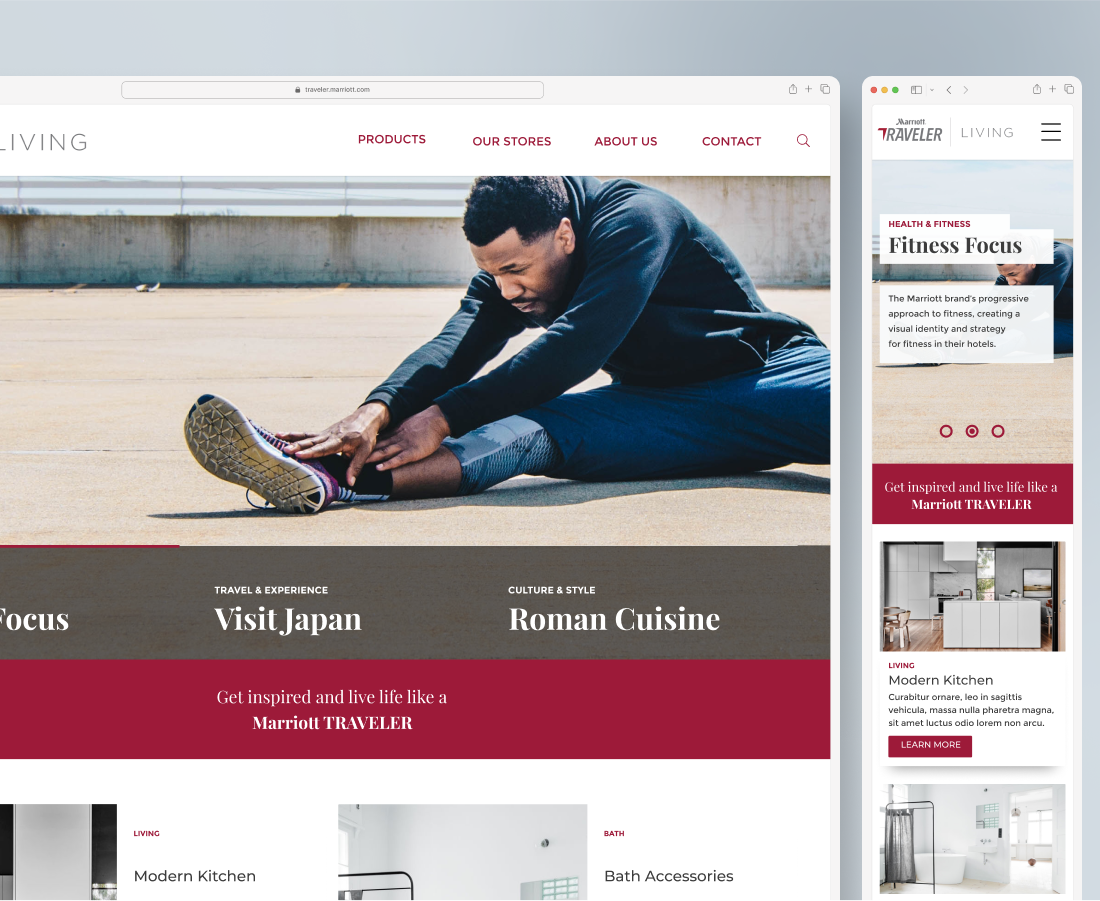 traveler.marriott.com
LIVING
PRODUCTS
OUR STORES
ABOUT US
CONTACT
TRAVEL & EXPERIENCE
CULTURE & STYLE
Focus
Visit Japan
Roman Cuisine
Get inspired and live life like a
Marriott TRAVELER
LIVING
Modern Kitchen
BATH
Bath Accessories
Marriott
TRAVELER
LIVING
HEALTH & FITNESS
Fitness Focus
The Marriott brand's progressive
approach to fitness, creating a
visual identity and strategy
for fitness in their hotels.
Get inspired and live life like a
Marriott TRAVELER
LIVING
Modern Kitchen
Curabitur ornare, leo in sagittis
vehicula, massa nulla pharetra magna,
sit amet luctus odio lorem non arcu.
LEARN MORE